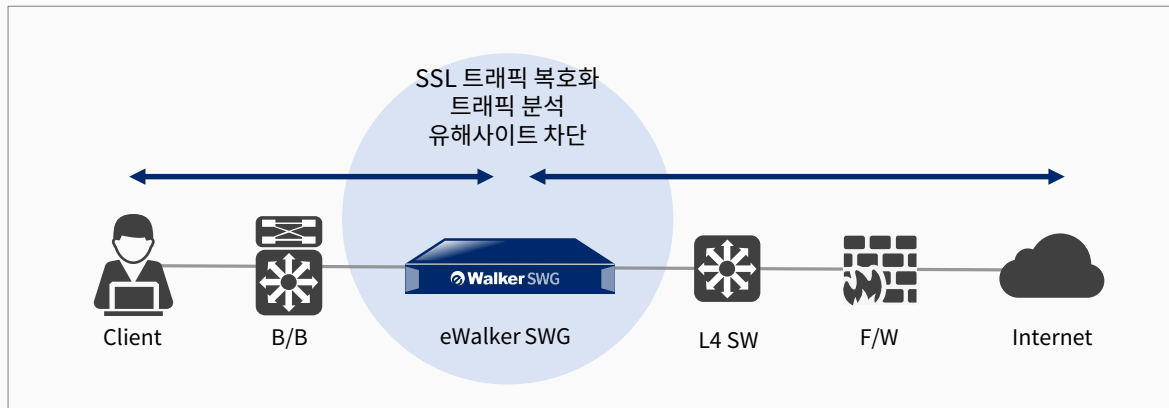 SSL 트래픽 복호화
트래픽 분석
유해사이트 차단
eWalker SWG
Client
B/B
eWalker SWG
L4 SW
F/W
Internet